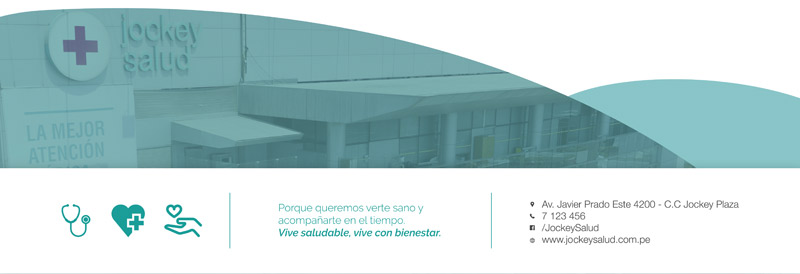 Jockey
salud
LA MEJOR
ATENCIÓN
Porque queremos verte sano y
acompañarte en el tiempo.
Vive saludable, vive con bienestar.
Av. Javier Prado Este 4200 - C.C Jockey Plaza
7 123 456
/JockeySalud
www.jockeysalud.com.pe